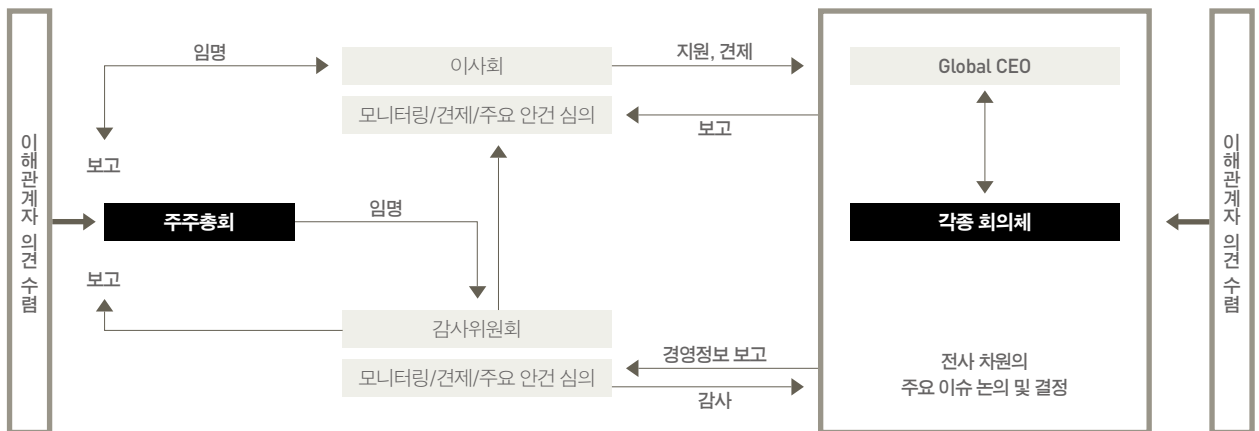 이해관계자 의견 수렴
임명
보고
주주총회
보고
이사회
모니터링/견제/주요 안건 심의
임명
감사위원회
모니터링/견제/주요 안건 심의
지원, 견제
보고
경영정보 보고
감사
Global CEO
각종 회의체
전사 차원의
주요 이슈 논의 및 결정
이해관계자 의견 수렴